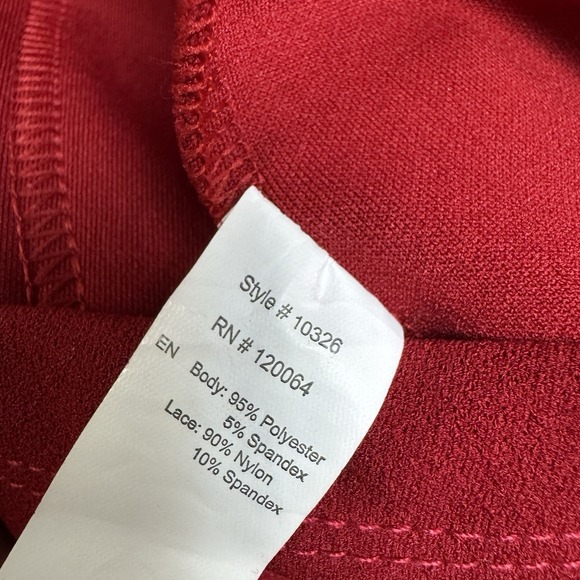 Style # 10326
RN # 120064
EN Body: 95% Polyester
5% Spandex
Lace: 90% Nylon
10% Spandex